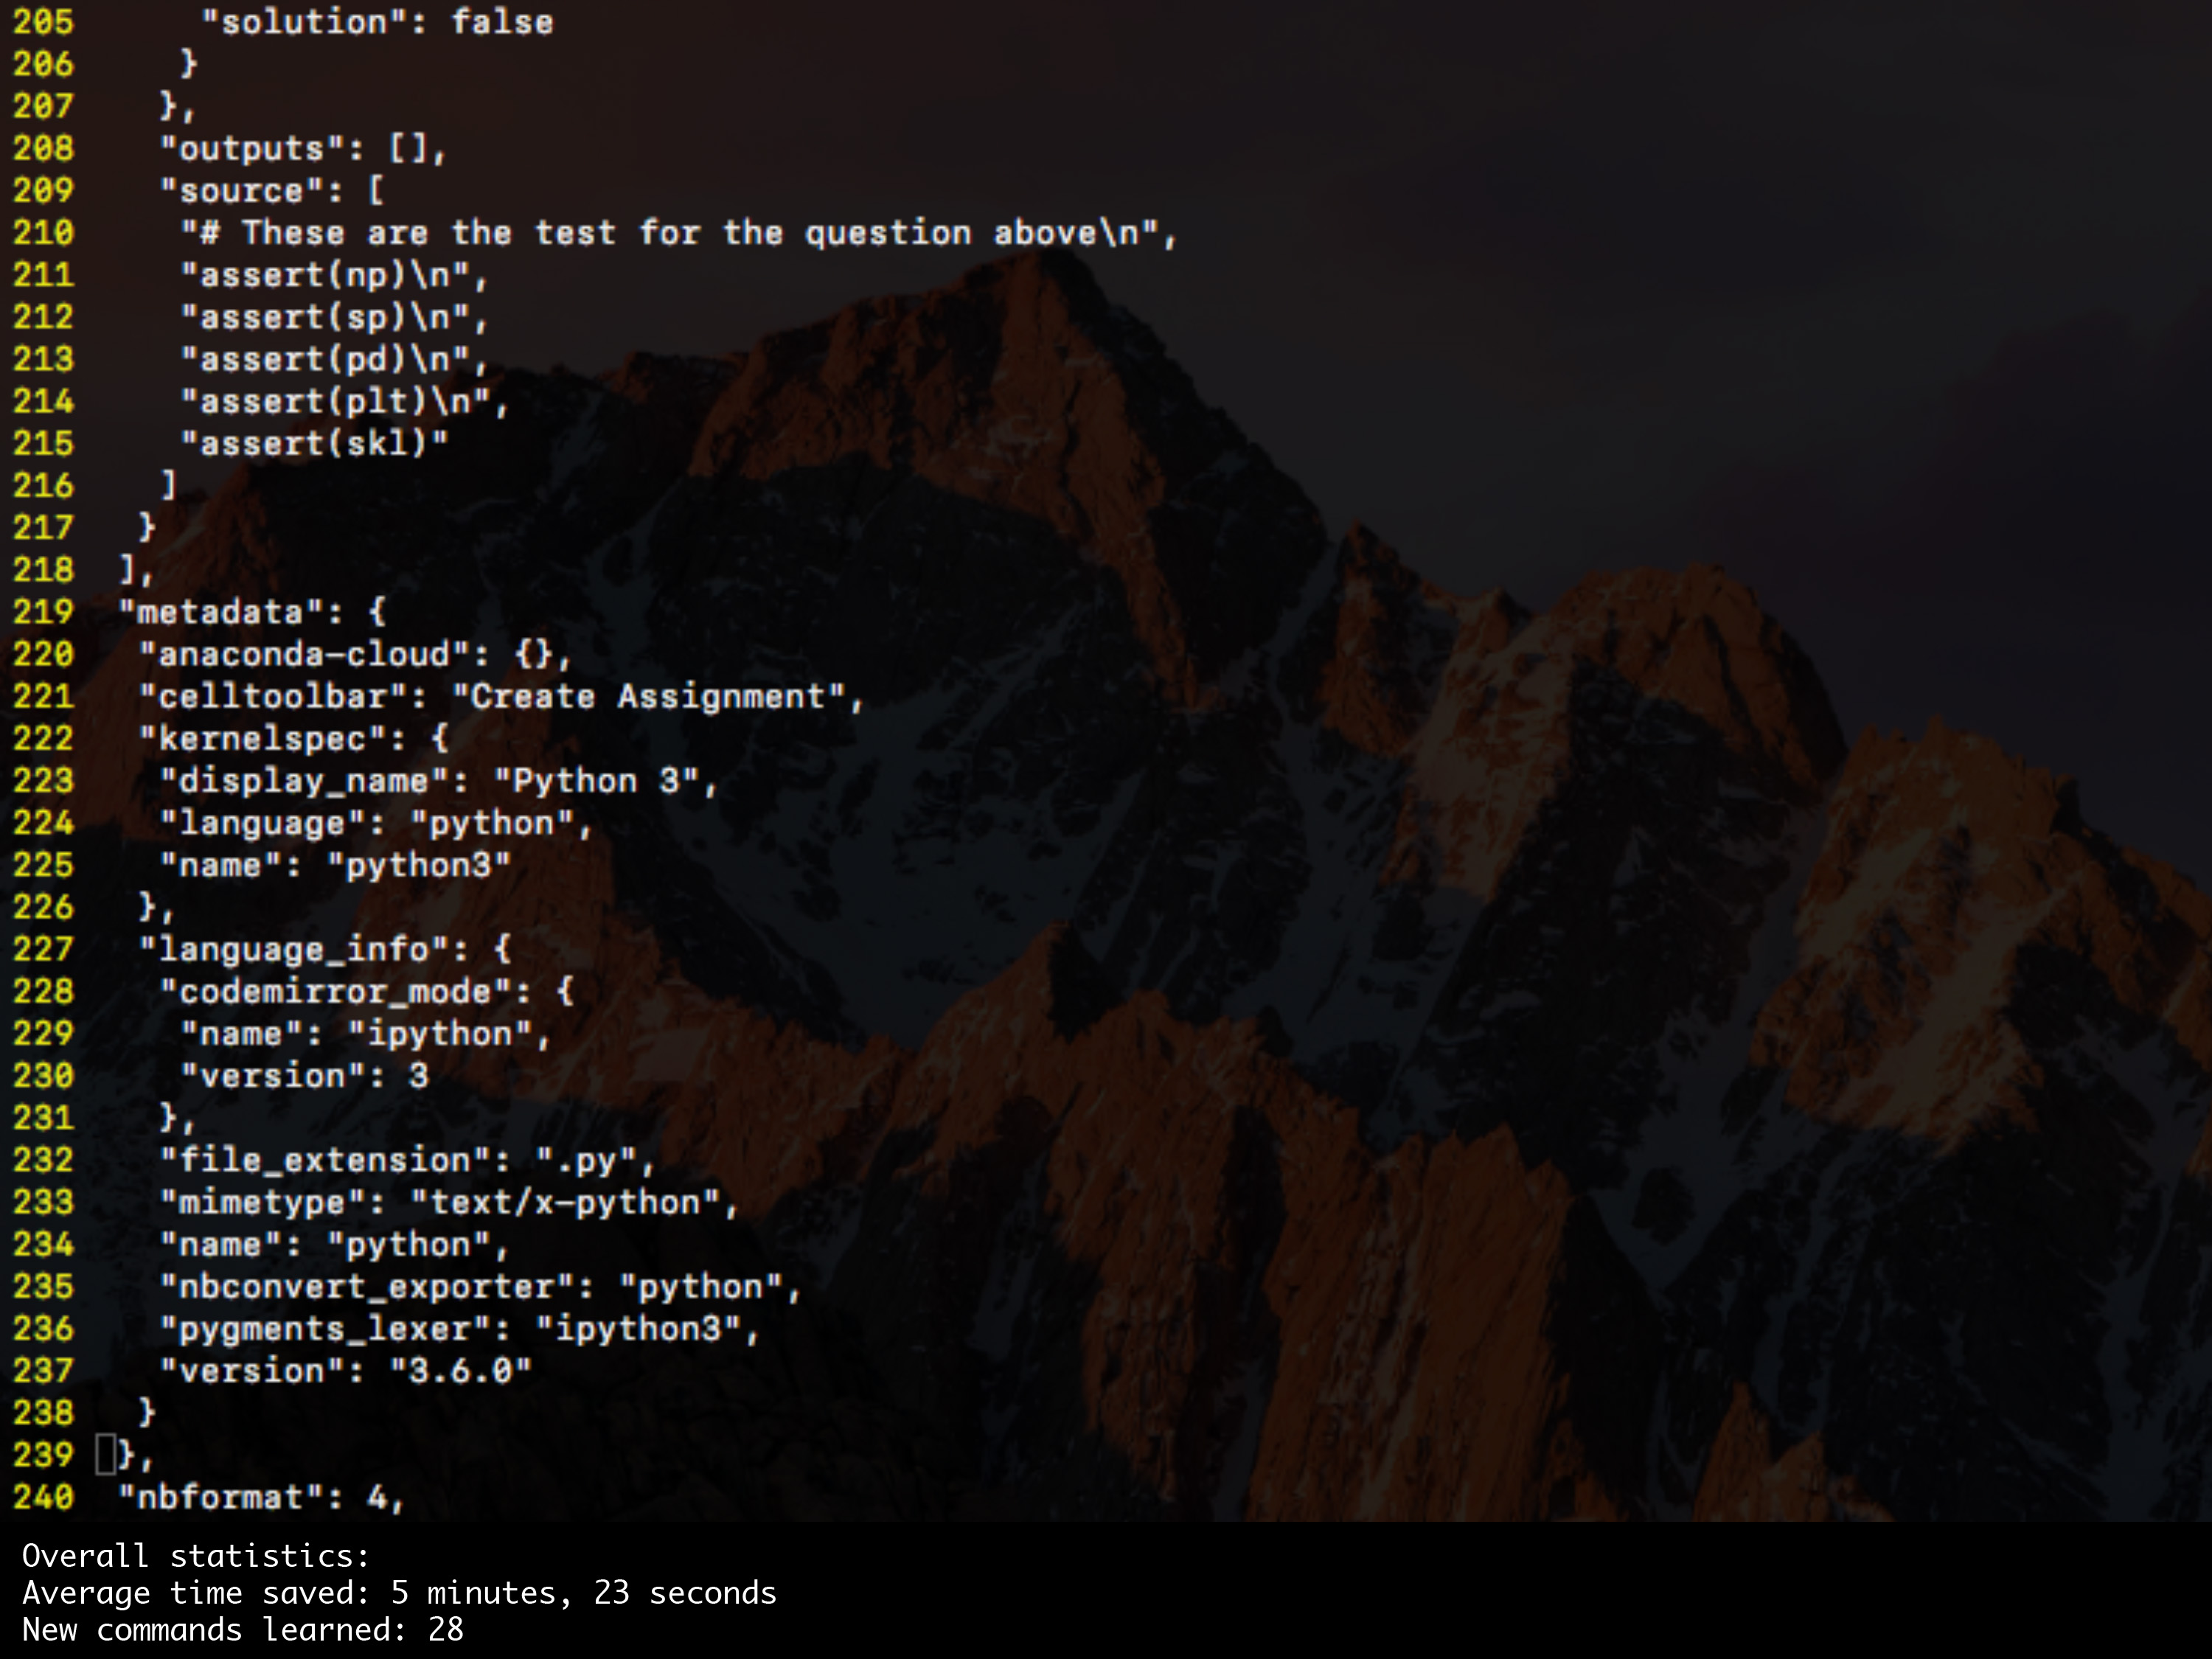 205      "solution": false
206     }
207    },
208    "outputs": [],
209    "source": [
210     "# These are the test for the question above\n",
211     "assert(np)\n",
212     "assert(sp)\n",
213     "assert(pd)\n",
214     "assert(plt)\n",
215     "assert(skl)"
216    ]
217   }
218  ],
219  "metadata": {
220   "anaconda-cloud": {},
221   "celltoolbar": "Create Assignment",
222   "kernelspec": {
223    "display_name": "Python 3",
224    "language": "python",
225    "name": "python3"
226   },
227   "language_info": {
228    "codemirror_mode": {
229     "name": "ipython",
230     "version": 3
231    },
232    "file_extension": ".py",
233    "mimetype": "text/x-python",
234    "name": "python",
235    "nbconvert_exporter": "python",
236    "pygments_lexer": "ipython3",
237    "version": "3.6.0"
238   }
239  },
240  "nbformat": 4,
Overall statistics:
Average time saved: 5 minutes, 23 seconds
New commands learned: 28